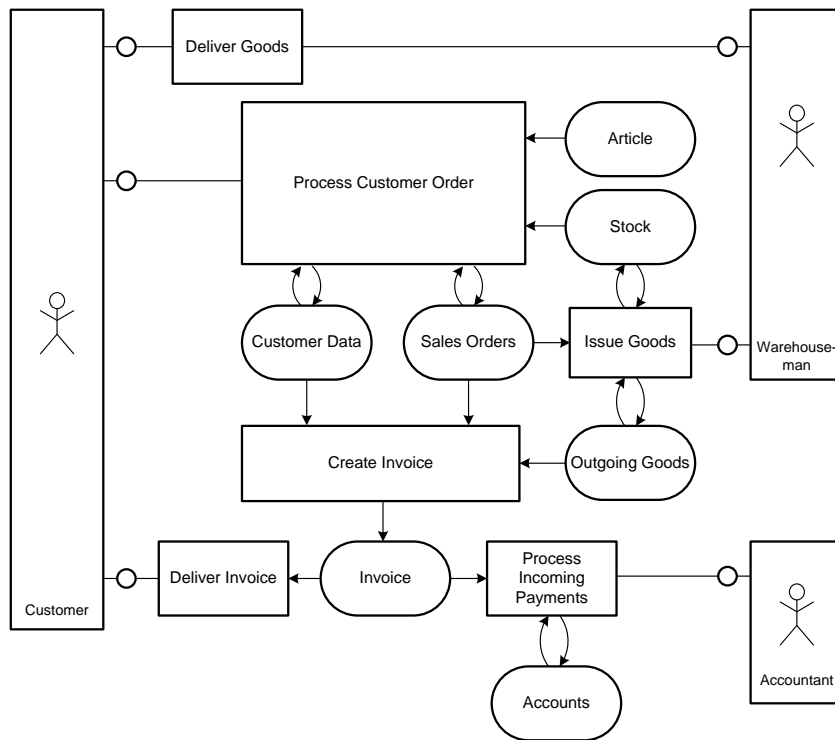 Deliver Goods
Article
Process Customer Order
Stock
Customer Data
Sales Orders
Issue Goods
Warehouse-
man
Create Invoice
Outgoing Goods
Deliver Invoice
Invoice
Process
Incoming
Payments
Customer
Accountant
Accounts